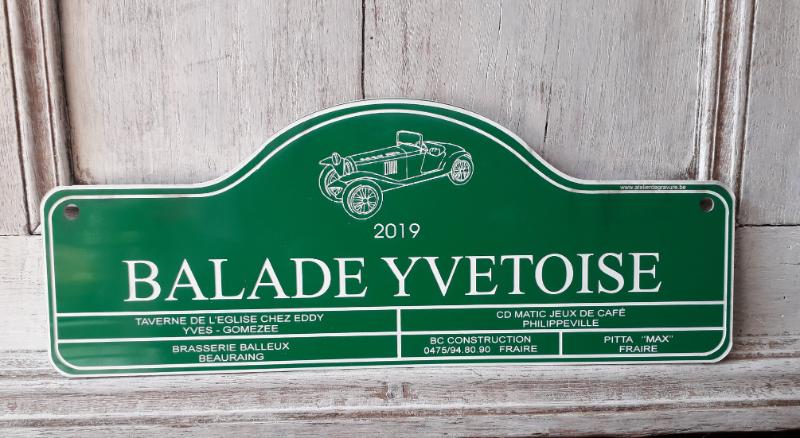 www.atelierdegravure.be
2019
BALADE YVETOISE
TAVERNE DE L'EGLISE CHEZ EDDY
YVES - GOMEZEE
CD MATIC JEUX DE CAFÉ
PHILIPPEVILLE
BRASSERIE BALLEUX
BEAURAING
BC CONSTRUCTION
0475/94.80.90 FRAIRE
PITTA "MAX"
FRAIRE